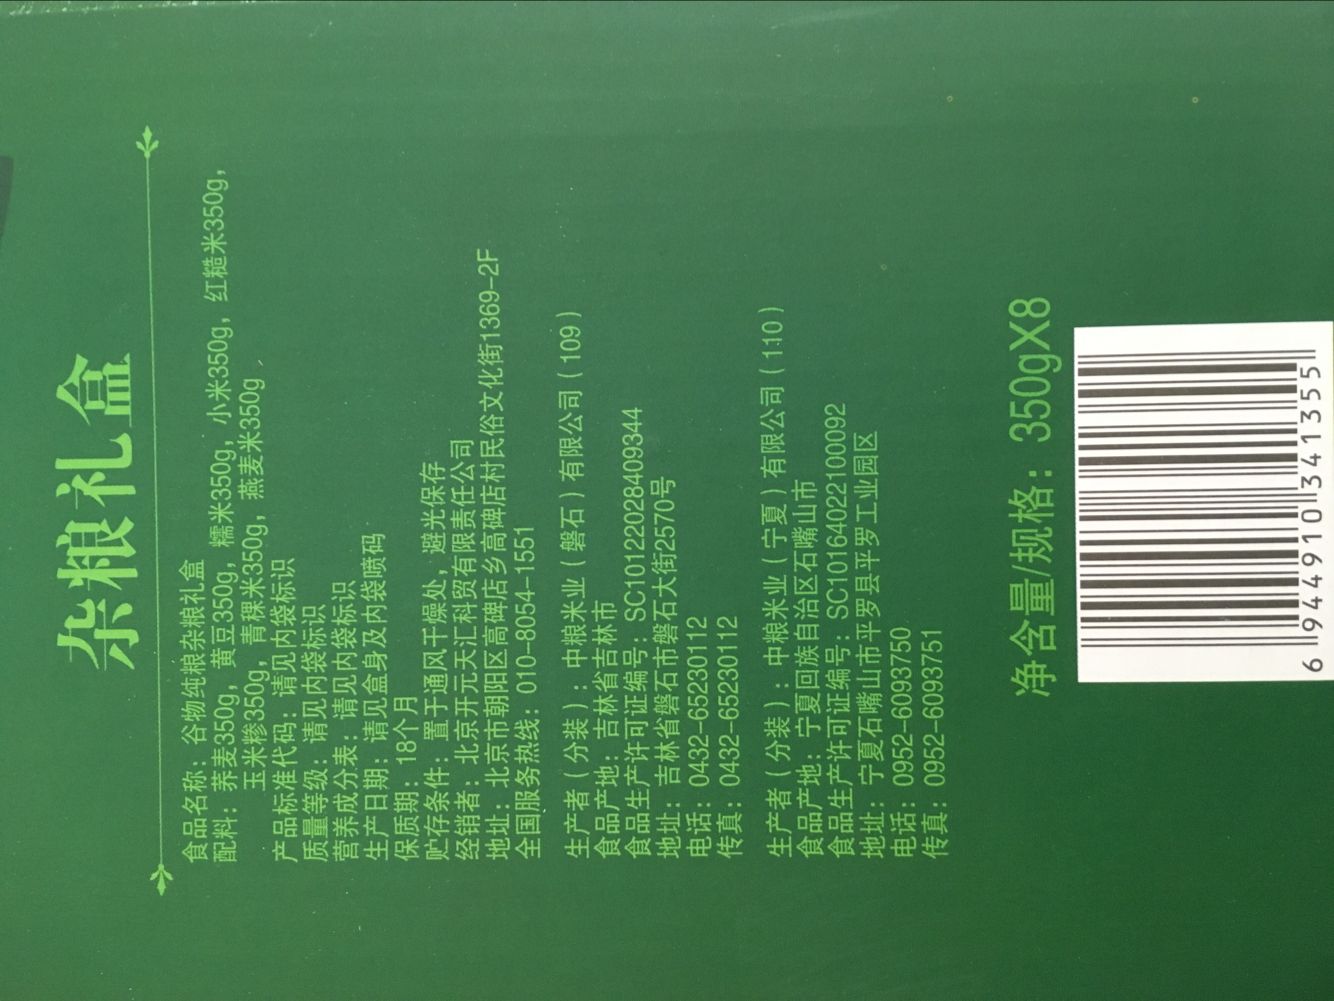 杂粮礼盒
食品名称：谷物纯粮杂粮礼盒
配料：荞麦350g，黄豆350g，糯米350g，小米350g，红糙米350g，
玉米糁350g，青稞米350g，燕麦米350g
产品标准代码：请见内袋标识
质量等级：请见内袋标识
营养成分表：请见内袋标识
生产日期：请见盒身及内袋喷码
保质期：18个月
贮存条件：置于通风干燥处，避光保存
经销者：北京开元天汇科贸有限责任公司
地址：北京市朝阳区高碑店乡高碑店村民俗文化街1369-2F
全国服务热线：010-8054-1551
生产者（分装）：中粮米业（磐石）有限公司（109）
食品产地：吉林省吉林市
食品生产许可证编号：SC10122028409344
地址：吉林省磐石市磐石大街2570号
电话：0432-65230112
传真：0432-65230112
生产者（分装）：中粮米业（宁夏）有限公司（110）
食品产地：宁夏回族自治区石嘴山市
食品生产许可证编号：SC10164022100092
地址：宁夏石嘴山市平罗县平罗工业园区
电话：0952-6093750
传真：0952-6093751
净含量/规格：350gX8
6 944910 341355